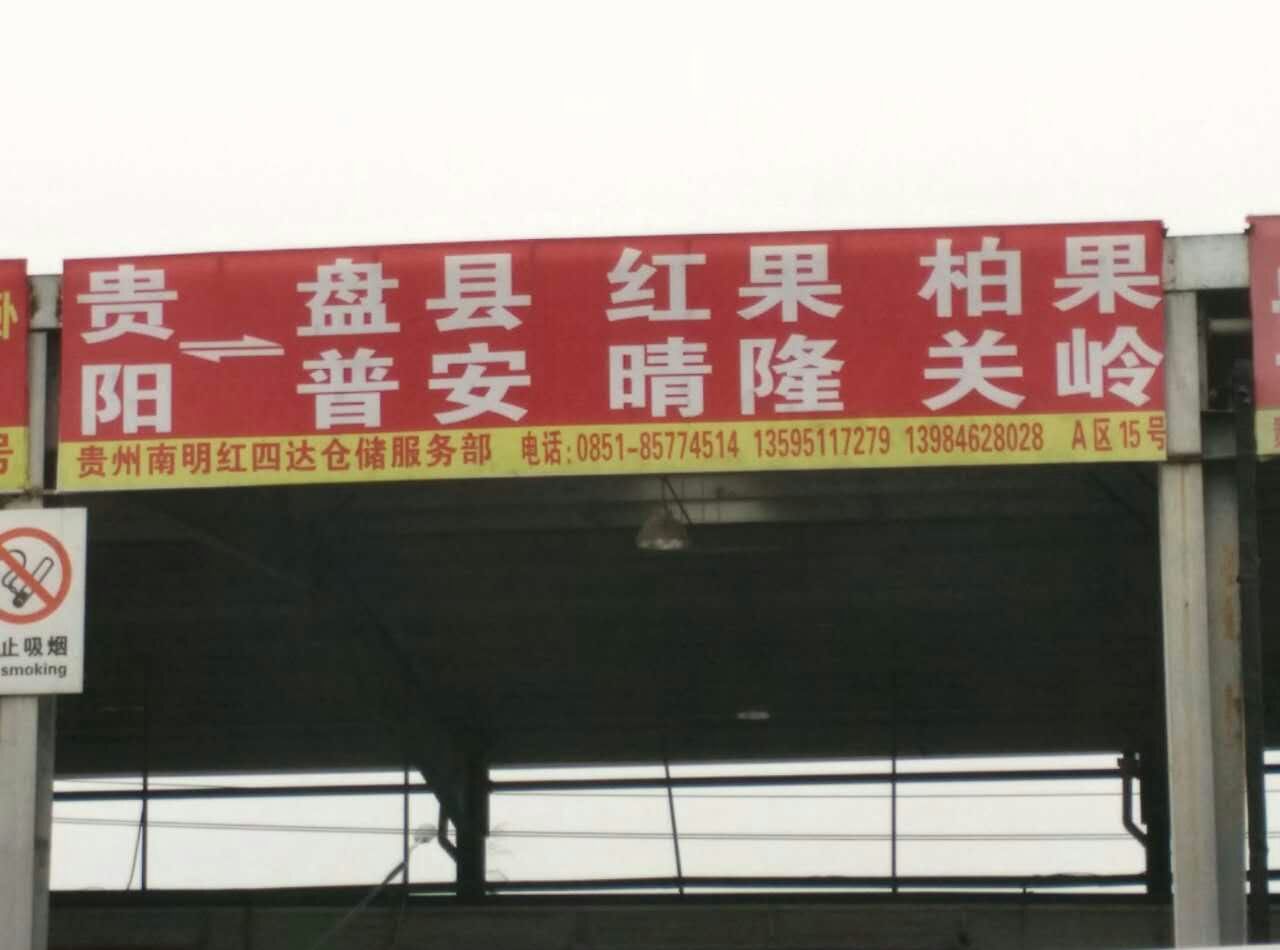 贵阳⇌盘县 红果 柏果
普安 晴隆 关岭
贵州南明红四达仓储服务部 电话:0851-85774514 13595117279 13984628028 A区15号
号
止吸烟
smoking